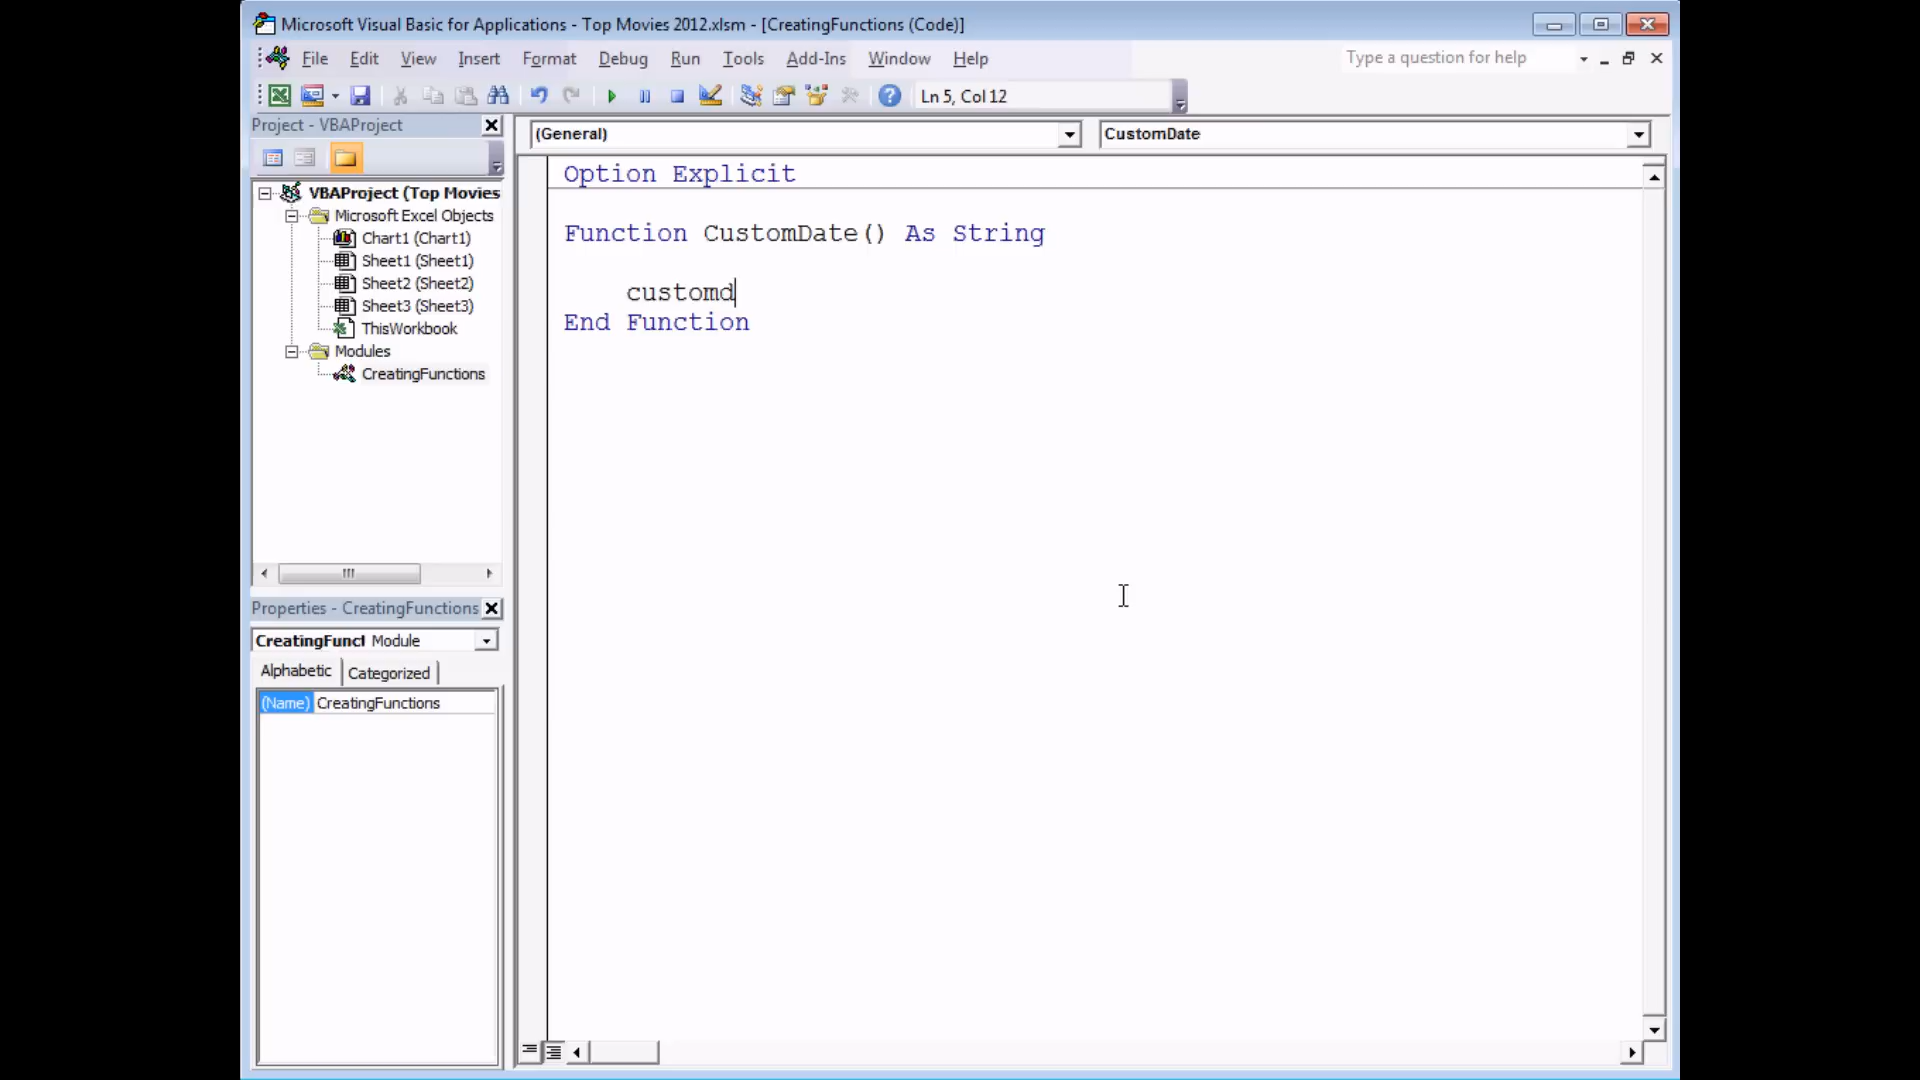 Microsoft Visual Basic for Applications - Top Movies 2012.xlsm - [CreatingFunctions (Code)]
File Edit View Insert Format Debug Run Tools Add-Ins Window Help
Type a question for help
Ln 5, Col 12
Project - VBAProject
(General)
CustomDate
VBAProject (Top Movies
Microsoft Excel Objects
Chart1 (Chart1)
Sheet1 (Sheet1)
Sheet2 (Sheet2)
Sheet3 (Sheet3)
ThisWorkbook
Modules
CreatingFunctions
Option Explicit
Function CustomDate() As String
customd
End Function
Properties - CreatingFunctions
CreatingFuncl Module
Alphabetic Categorized
(Name) CreatingFunctions